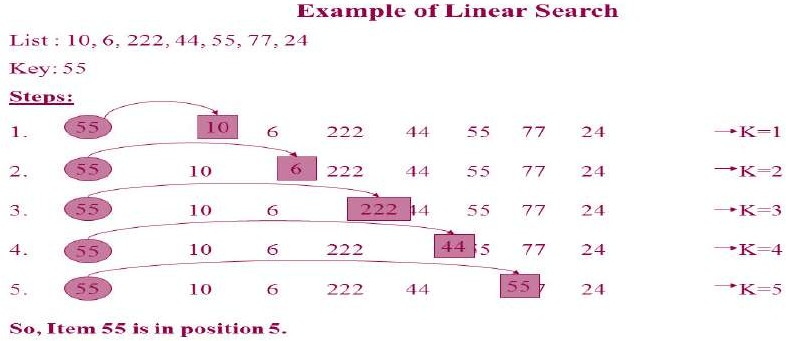 Example of Linear Search
List : 10, 6, 222, 44, 55, 77, 24
Key: 55
Steps:
1. 55 10 6 222 44 55 77 24 →K=1
2. 55 10 6 222 44 55 77 24 →K=2
3. 55 10 6 222 44 55 77 24 →K=3
4. 55 10 6 222 44 55 77 24 →K=4
5. 55 10 6 222 44 55 24 →K=5
So, Item 55 is in position 5.